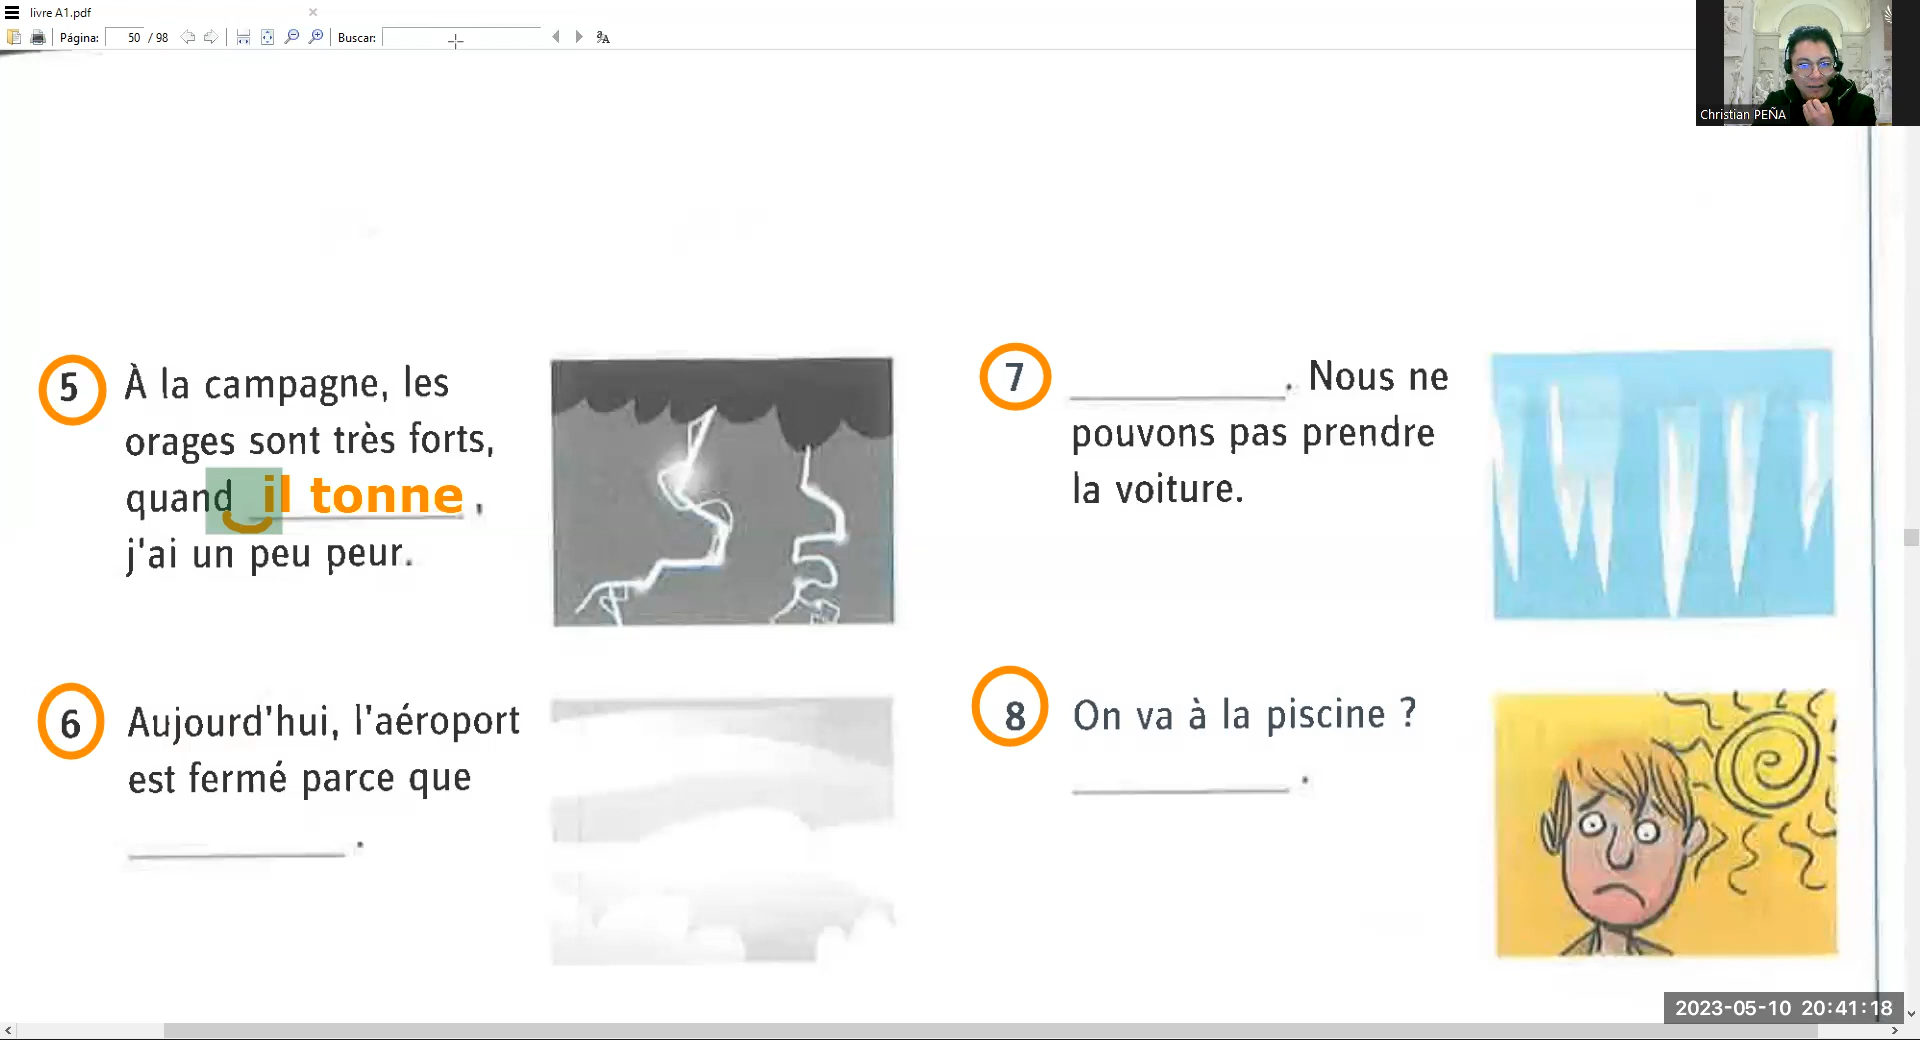 livre A1.pdf
Página: 50 / 98 Buscar:
Christian PEÑA
5 À la campagne, les
orages sont très forts,
quand il tonne ,
j'ai un peu peur.
6 Aujourd'hui, l'aéroport
est fermé parce que
.
7 . Nous ne
pouvons pas prendre
la voiture.
8 On va à la piscine ?
.
2023-05-10 20:41:18